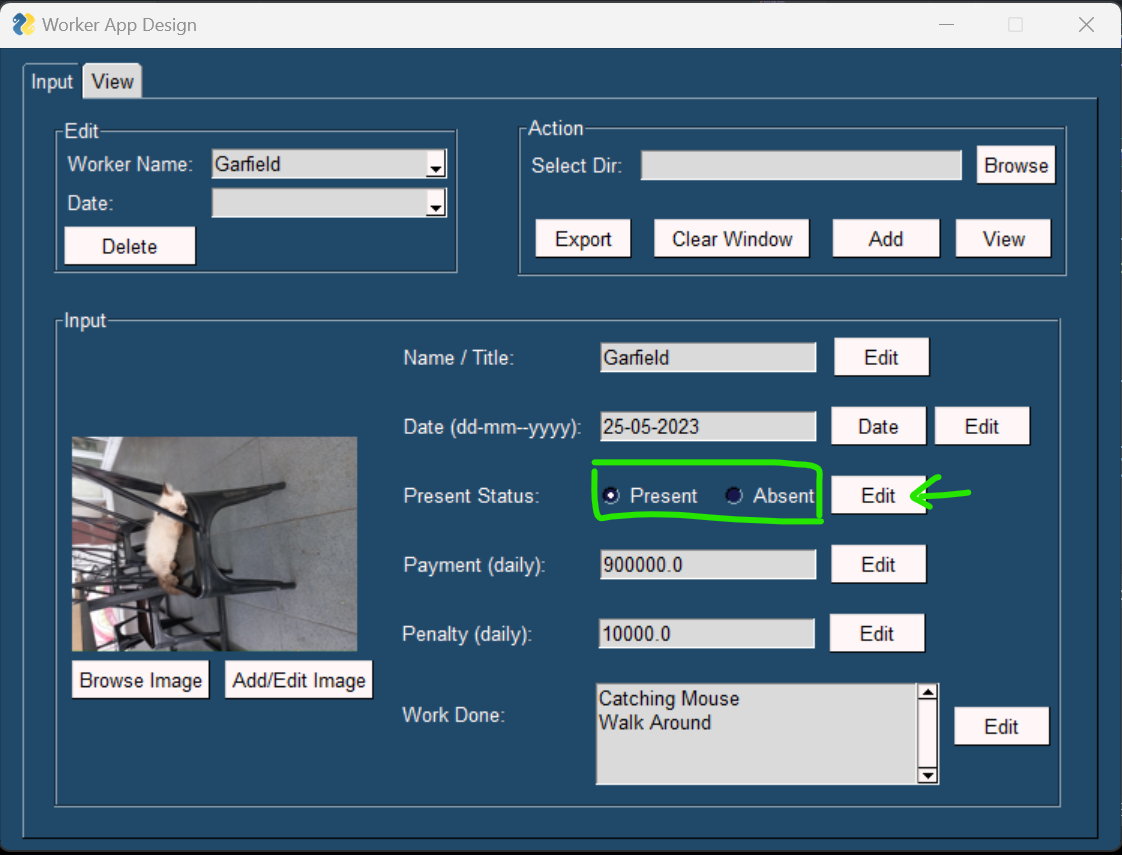 Worker App Design
Input View
Edit
Worker Name: Garfield
Date:
Delete
Action
Select Dir: Browse
Export Clear Window Add View
Input
Name / Title: Garfield Edit
Date (dd-mm--yyyy): 25-05-2023 Date Edit
Present Status: Present Absent Edit
Payment (daily): 900000.0 Edit
Penalty (daily): 10000.0 Edit
Browse Image Add/Edit Image
Work Done: Catching Mouse
Walk Around
Edit